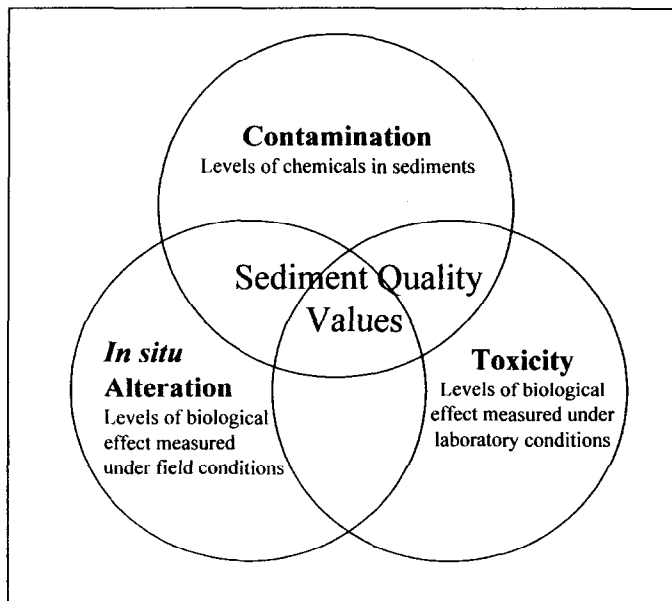 Contamination
Levels of chemicals in sediments
Sediment Quality
Values
In situ
Alteration
Levels of biological
effect measured
under field conditions
Toxicity
Levels of biological
effect measured under
laboratory conditions